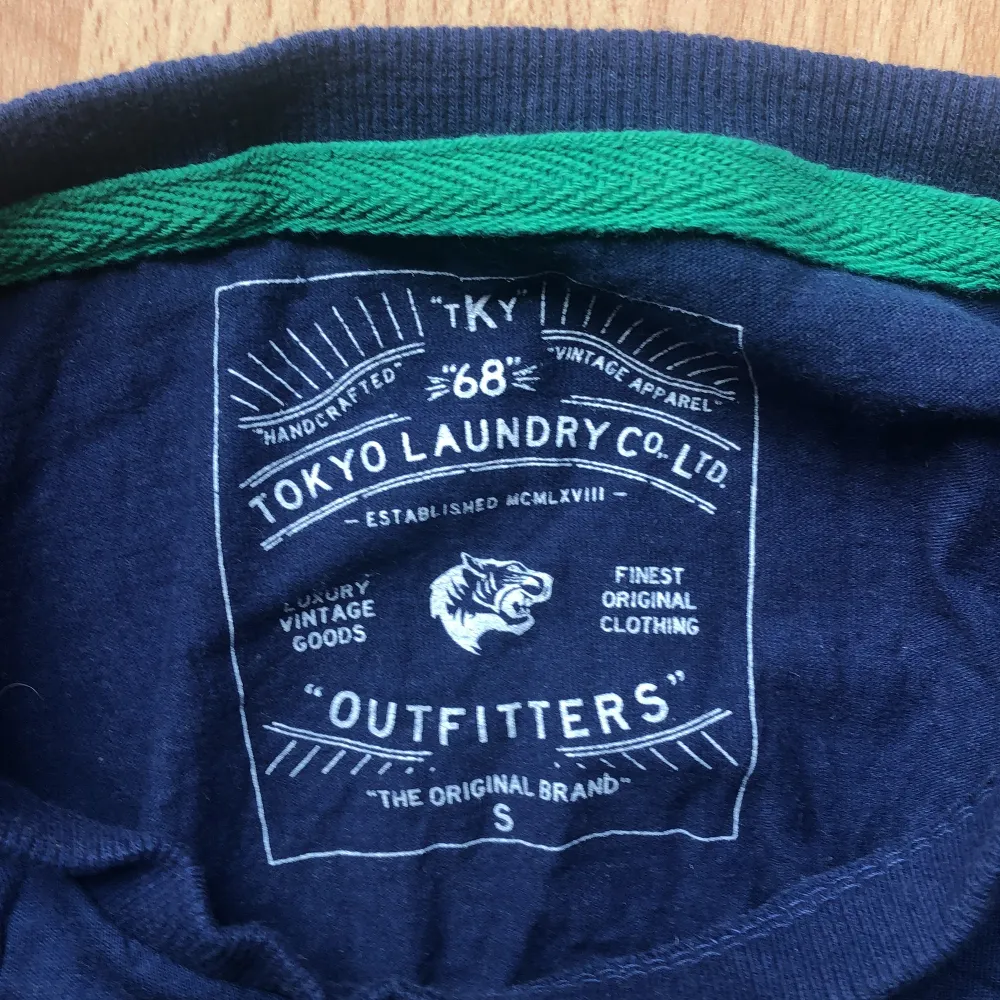 "TKY"
"HANDCRAFTED" "68" "VINTAGE APPAREL"
TOKYO LAUNDRY CO. LTD.
– ESTABLISHED MCMLXVIII –
LUXURY
VINTAGE
GOODS
FINEST
ORIGINAL
CLOTHING
"OUTFITTERS"
"THE ORIGINAL BRAND"
S